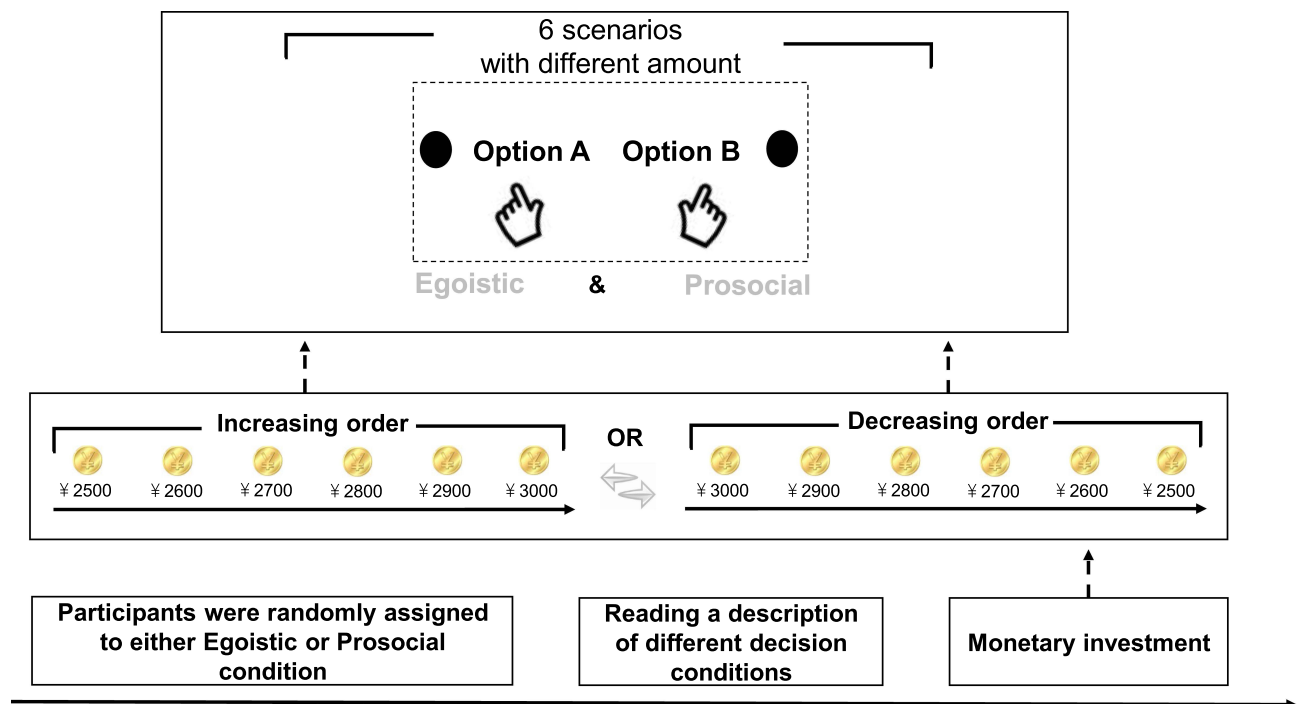 6 scenarios
with different amount
Option A Option B
Egoistic & Prosocial
Increasing order
OR
Decreasing order
¥2500 ¥2600 ¥2700 ¥2800 ¥2900 ¥3000
¥3000 ¥2900 ¥2800 ¥2700 ¥2600 ¥2500
Participants were randomly assigned
to either Egoistic or Prosocial
condition
Reading a description
of different decision
conditions
Monetary investment